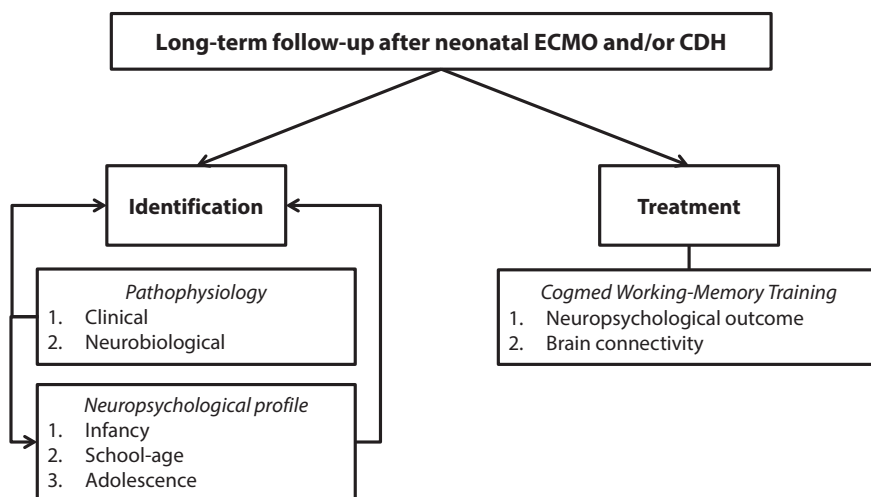 Long-term follow-up after neonatal ECMO and/or CDH
Identification
Treatment
Pathophysiology
1. Clinical
2. Neurobiological
Cogmed Working-Memory Training
1. Neuropsychological outcome
2. Brain connectivity
Neuropsychological profile
1. Infancy
2. School-age
3. Adolescence